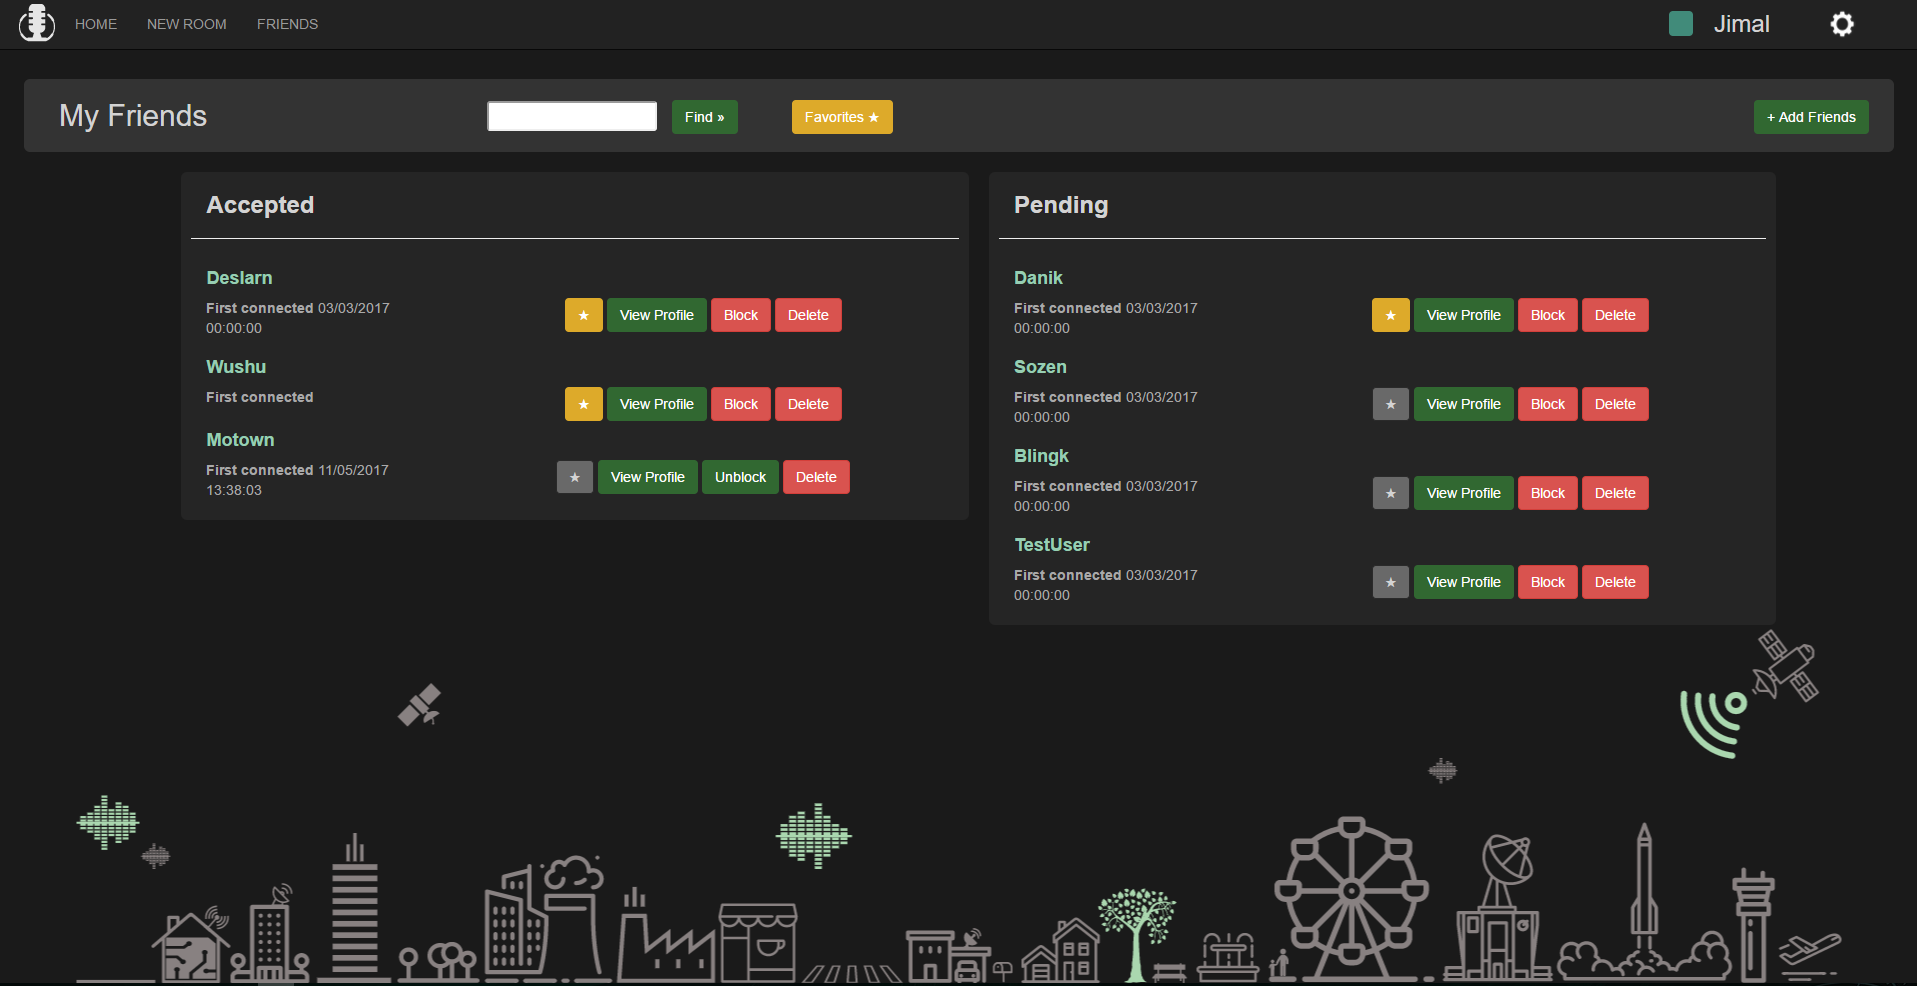 HOME NEW ROOM FRIENDS Jimal
My Friends Find » Favorites ★ + Add Friends
Accepted
Deslarn
First connected 03/03/2017
00:00:00
★ View Profile Block Delete
Wushu
First connected
★ View Profile Block Delete
Motown
First connected 11/05/2017
13:38:03
★ View Profile Unblock Delete
Pending
Danik
First connected 03/03/2017
00:00:00
★ View Profile Block Delete
Sozen
First connected 03/03/2017
00:00:00
★ View Profile Block Delete
Blingk
First connected 03/03/2017
00:00:00
★ View Profile Block Delete
TestUser
First connected 03/03/2017
00:00:00
★ View Profile Block Delete